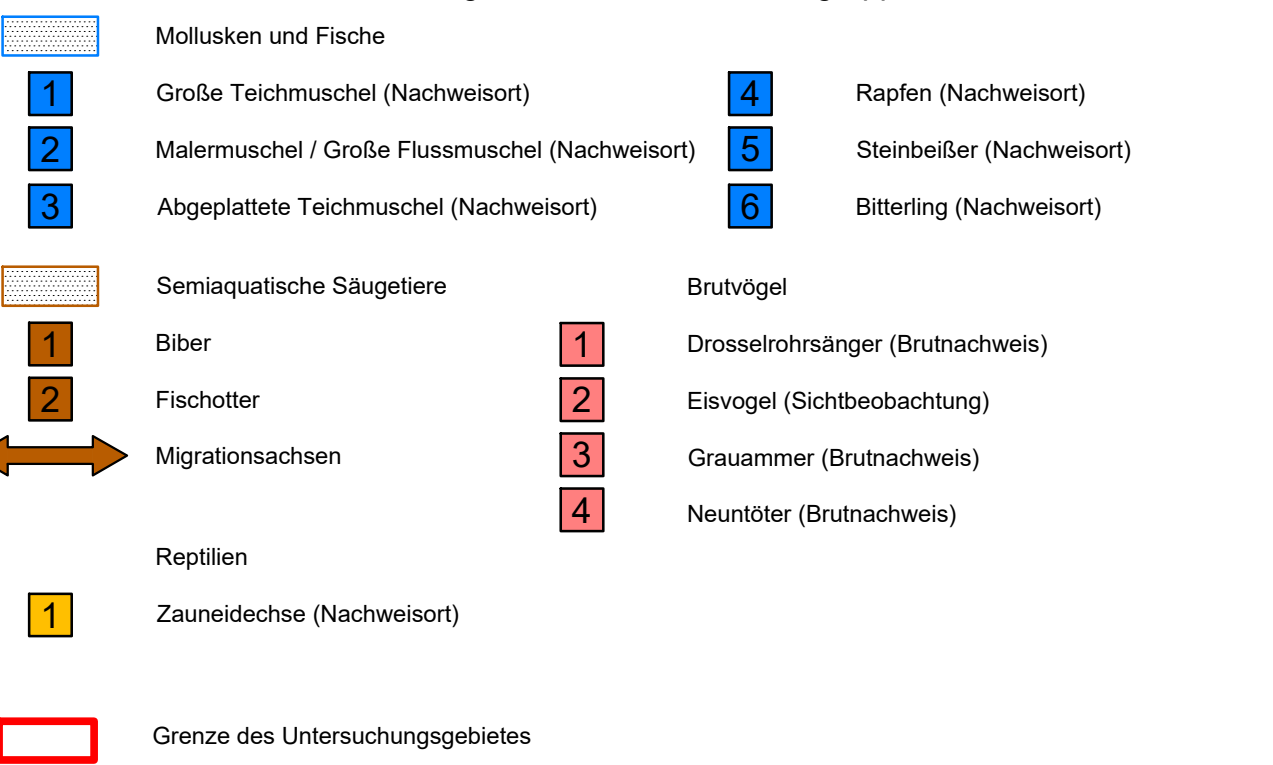 Mollusken und Fische
1 Große Teichmuschel (Nachweisort)
4 Rapfen (Nachweisort)
2 Malermuschel / Große Flussmuschel (Nachweisort)
5 Steinbeißer (Nachweisort)
3 Abgeplattete Teichmuschel (Nachweisort)
6 Bitterling (Nachweisort)
Semiaquatische Säugetiere
Brutvögel
1 Biber
1 Drosselrohrsänger (Brutnachweis)
2 Fischotter
2 Eisvogel (Sichtbeobachtung)
Migrationsachsen
3 Grauammer (Brutnachweis)
4 Neuntöter (Brutnachweis)
Reptilien
1 Zauneidechse (Nachweisort)
Grenze des Untersuchungsgebietes